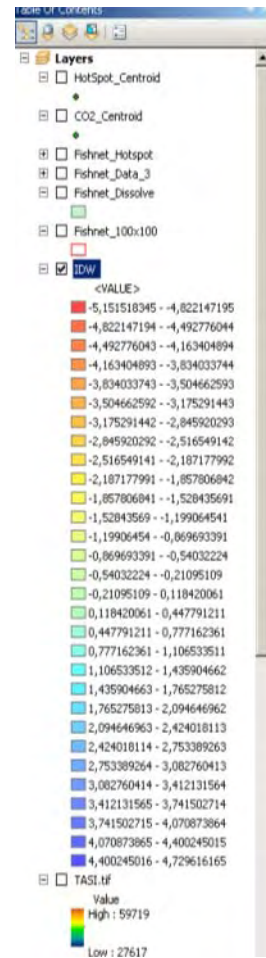 Table Of Contents
Layers
HotSpot_Centroid
CO2_Centroid
Fishnet_Hotspot
Fishnet_Data_3
Fishnet_Dissolve
Fishnet_100x100
IDW
<VALUE>
-5,151518345 - -4,822147195
-4,822147194 - -4,492776044
-4,492776043 - -4,163404894
-4,163404893 - -3,834033744
-3,834033743 - -3,504662593
-3,504662592 - -3,175291443
-3,175291442 - -2,845920293
-2,845920292 - -2,516549142
-2,516549141 - -2,187177992
-2,187177991 - -1,857806842
-1,857806841 - -1,528435691
-1,52843569 - -1,199064541
-1,19906454 - -0,869693391
-0,869693391 - -0,54032224
-0,54032224 - -0,21095109
-0,21095109 - 0,118420061
0,118420061 - 0,447791211
0,447791211 - 0,777162361
0,777162361 - 1,106533511
1,106533512 - 1,435904662
1,435904663 - 1,765275812
1,765275813 - 2,094646962
2,094646963 - 2,424018113
2,424018114 - 2,753389263
2,753389264 - 3,082760413
3,082760414 - 3,412131564
3,412131565 - 3,741502714
3,741502715 - 4,070873864
4,070873865 - 4,400245015
4,400245016 - 4,729616165
TASI.tif
Value
High : 59719
Low : 27617